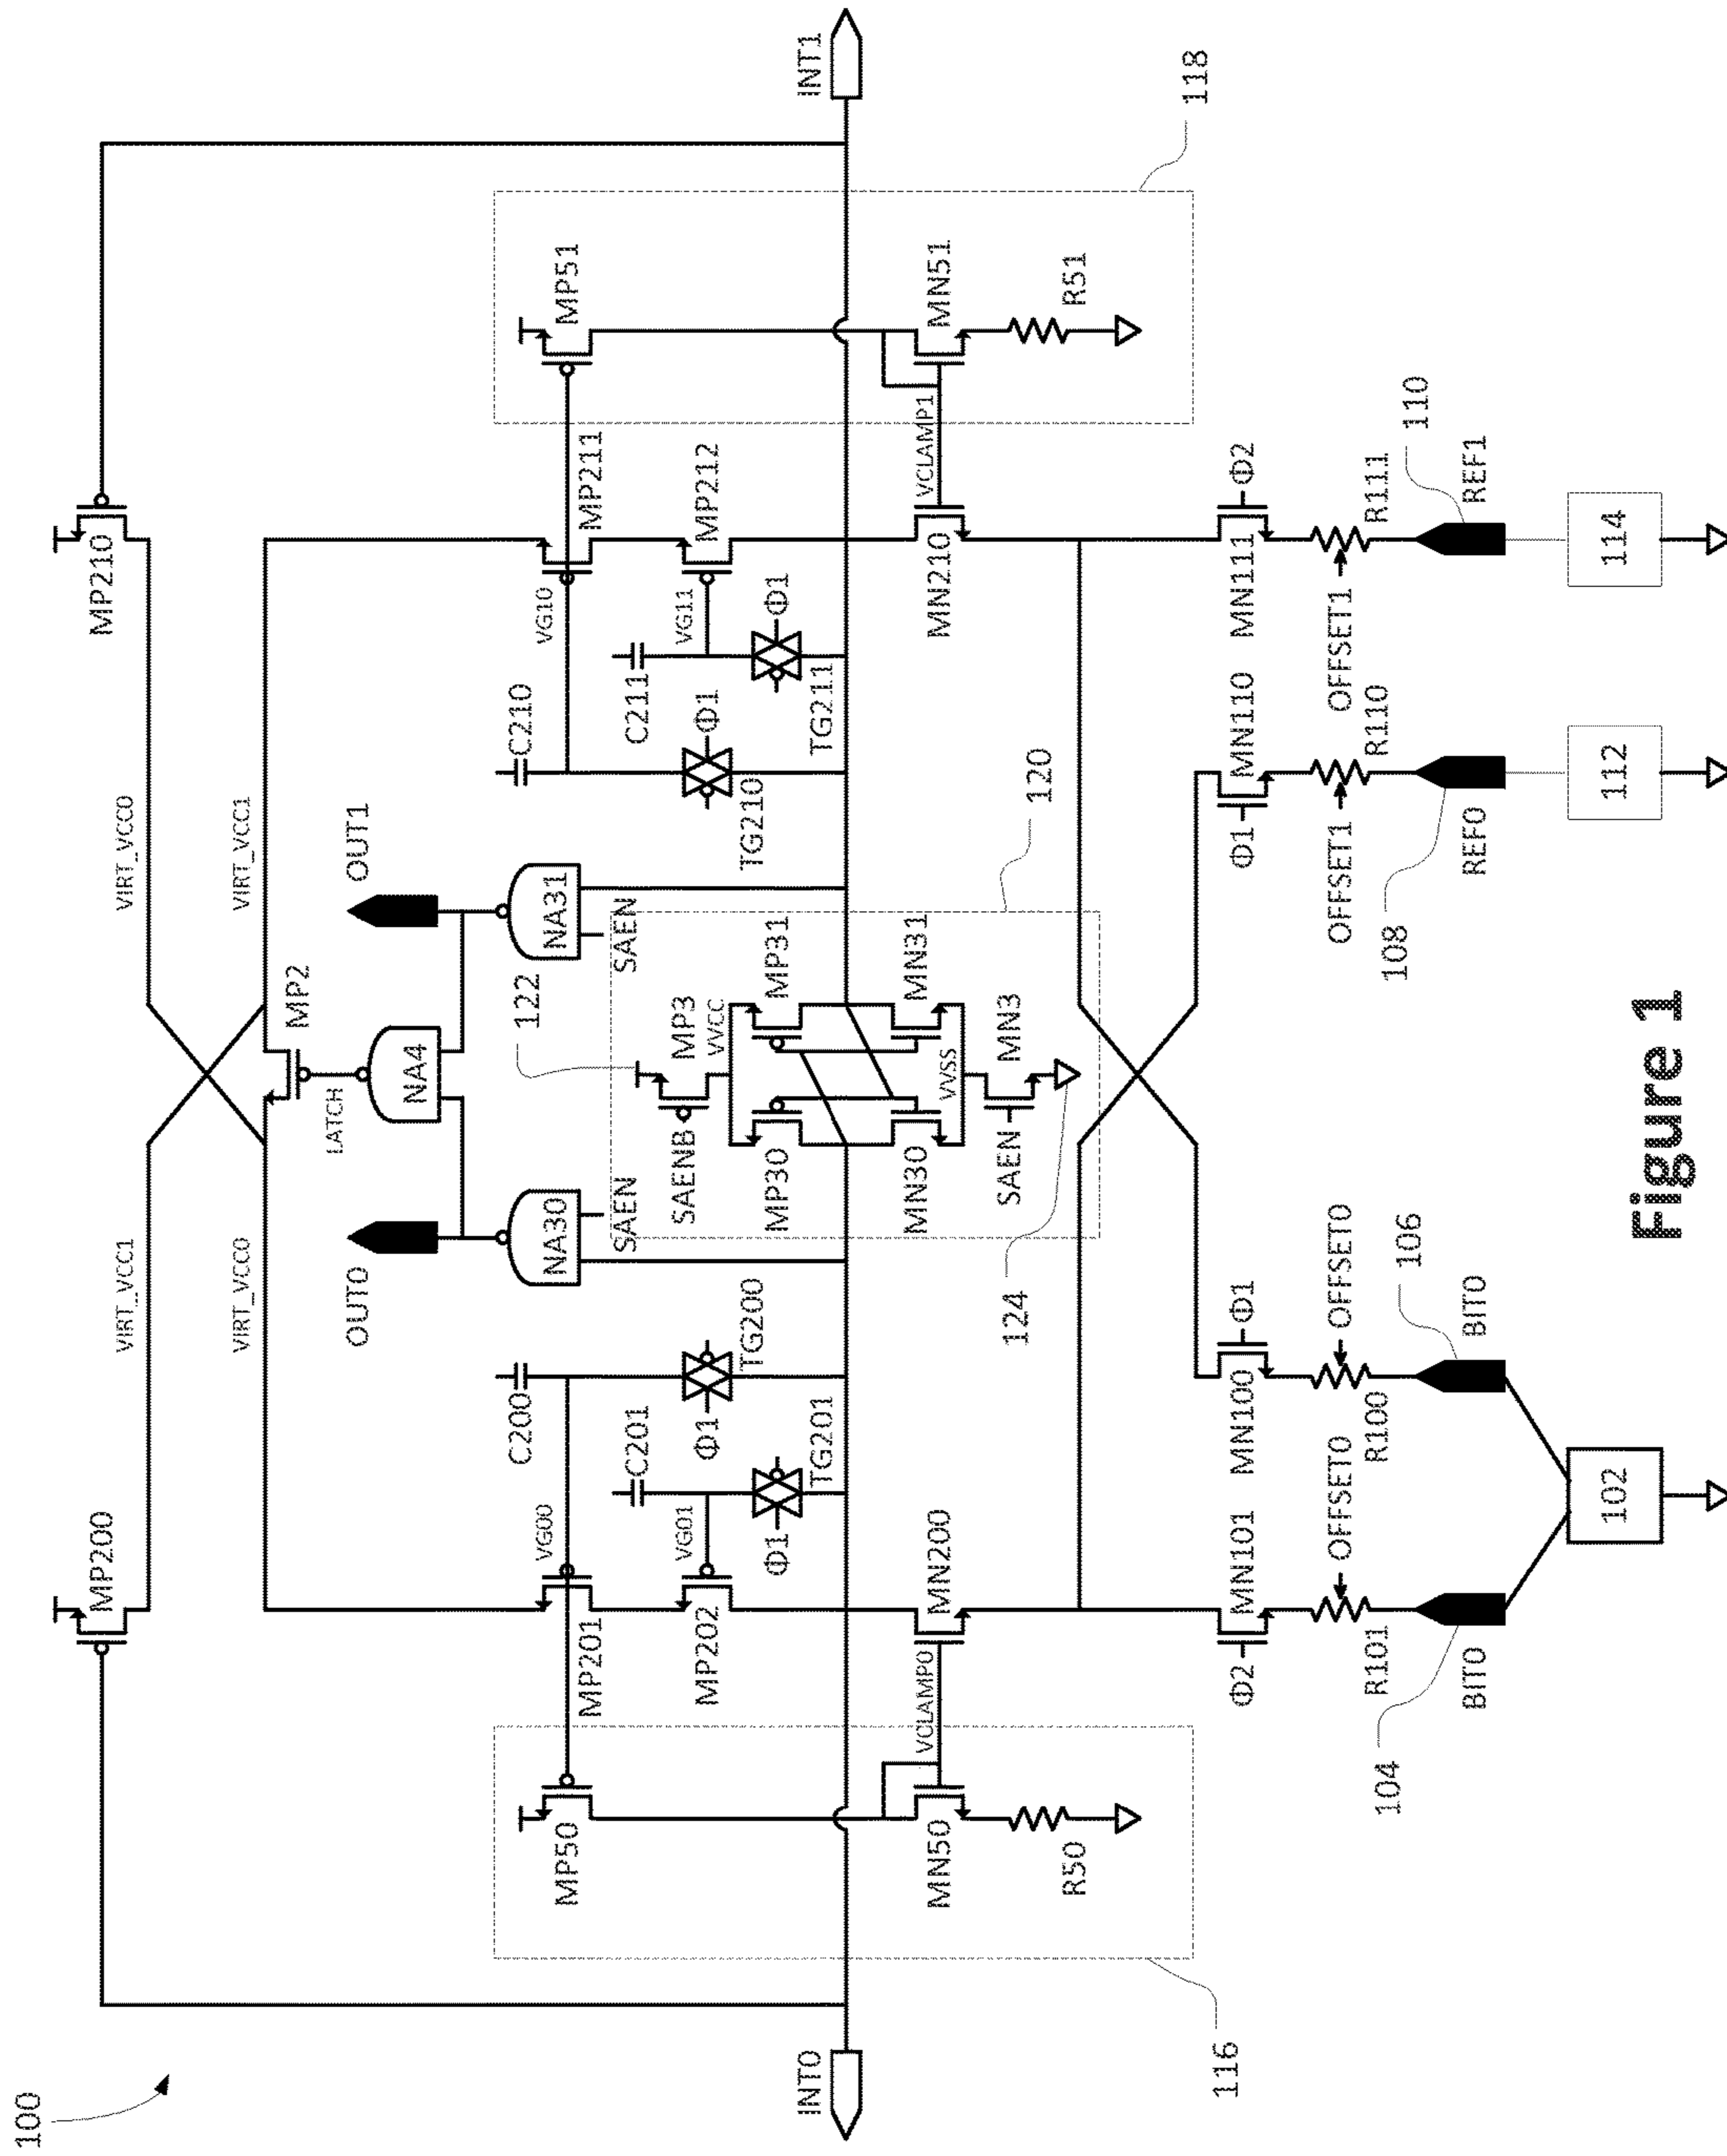 100
MP200
MP210
VIRT_VCC1
VIRT_VCC0
VIRT_VCC0
VIRT_VCC1
MP2
LATCH
OUT0
OUT1
NA4
NA30
NA31
SAEN
SAEN
C200
C201
C210
C211
VG00
VG01
VG10
VG11
MP50
MP201
MP202
MP211
MP212
MP51
Φ1
Φ1
Φ1
Φ1
TG200
TG201
TG210
TG211
122
MP3
SAENB
VVCC
MP30
MP31
INT0
INT1
MN30
MN31
VVSS
SAEN
MN3
120
124
VCLAMP0
VCLAMP1
MN50
MN200
MN210
MN51
R50
R51
116
118
Φ2
MN101
MN100
Φ1
Φ1
MN110
MN111
Φ2
R101
OFFSET0
R100
OFFSET0
OFFSET1
R110
OFFSET1
R111
104
BIT0
106
BIT0
108
REF0
110
REF1
102
112
114
Figure 1